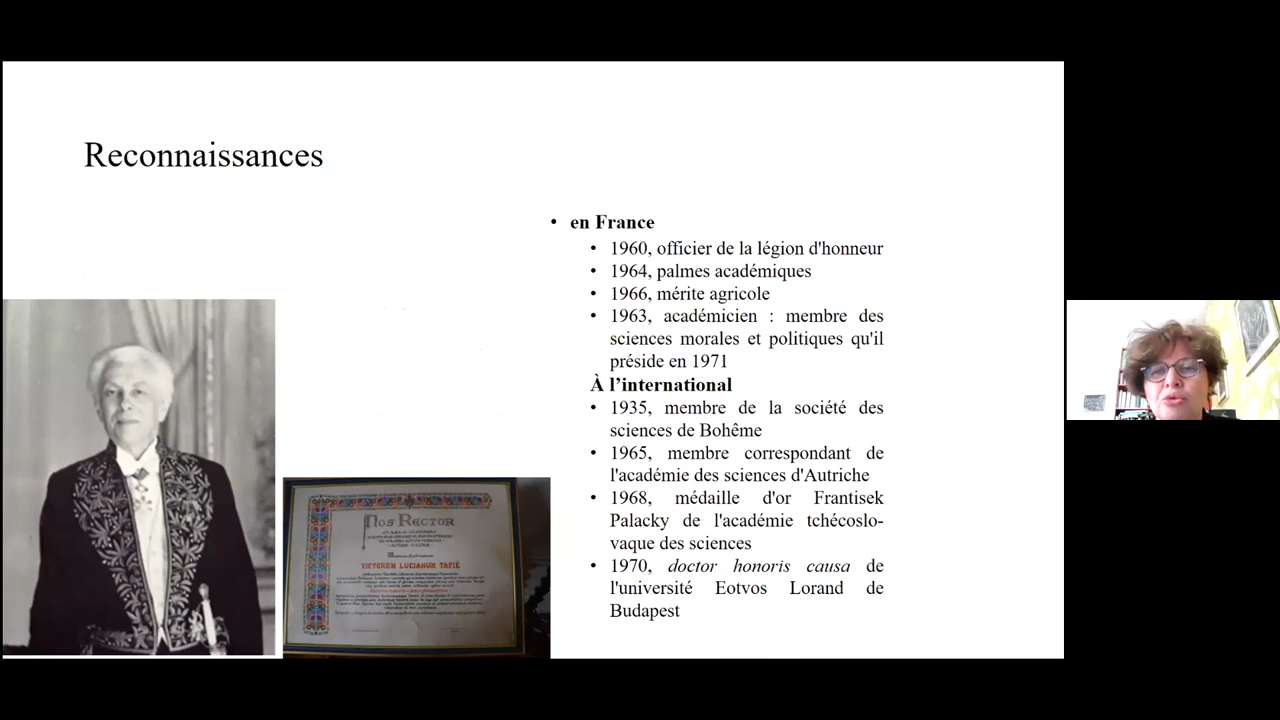 Reconnaissances
• en France
• 1960, officier de la légion d'honneur
• 1964, palmes académiques
• 1966, mérite agricole
• 1963, académicien : membre des
sciences morales et politiques qu'il
préside en 1971
À l’international
• 1935, membre de la société des
sciences de Bohême
• 1965, membre correspondant de
l'académie des sciences d'Autriche
• 1968, médaille d'or Frantisek
Palacky de l'académie tchécoslo-
vaque des sciences
• 1970, doctor honoris causa de
l'université Eotvos Lorand de
Budapest
NOS RECTOR
VICTOREM LUCIANUM TAPIÉ